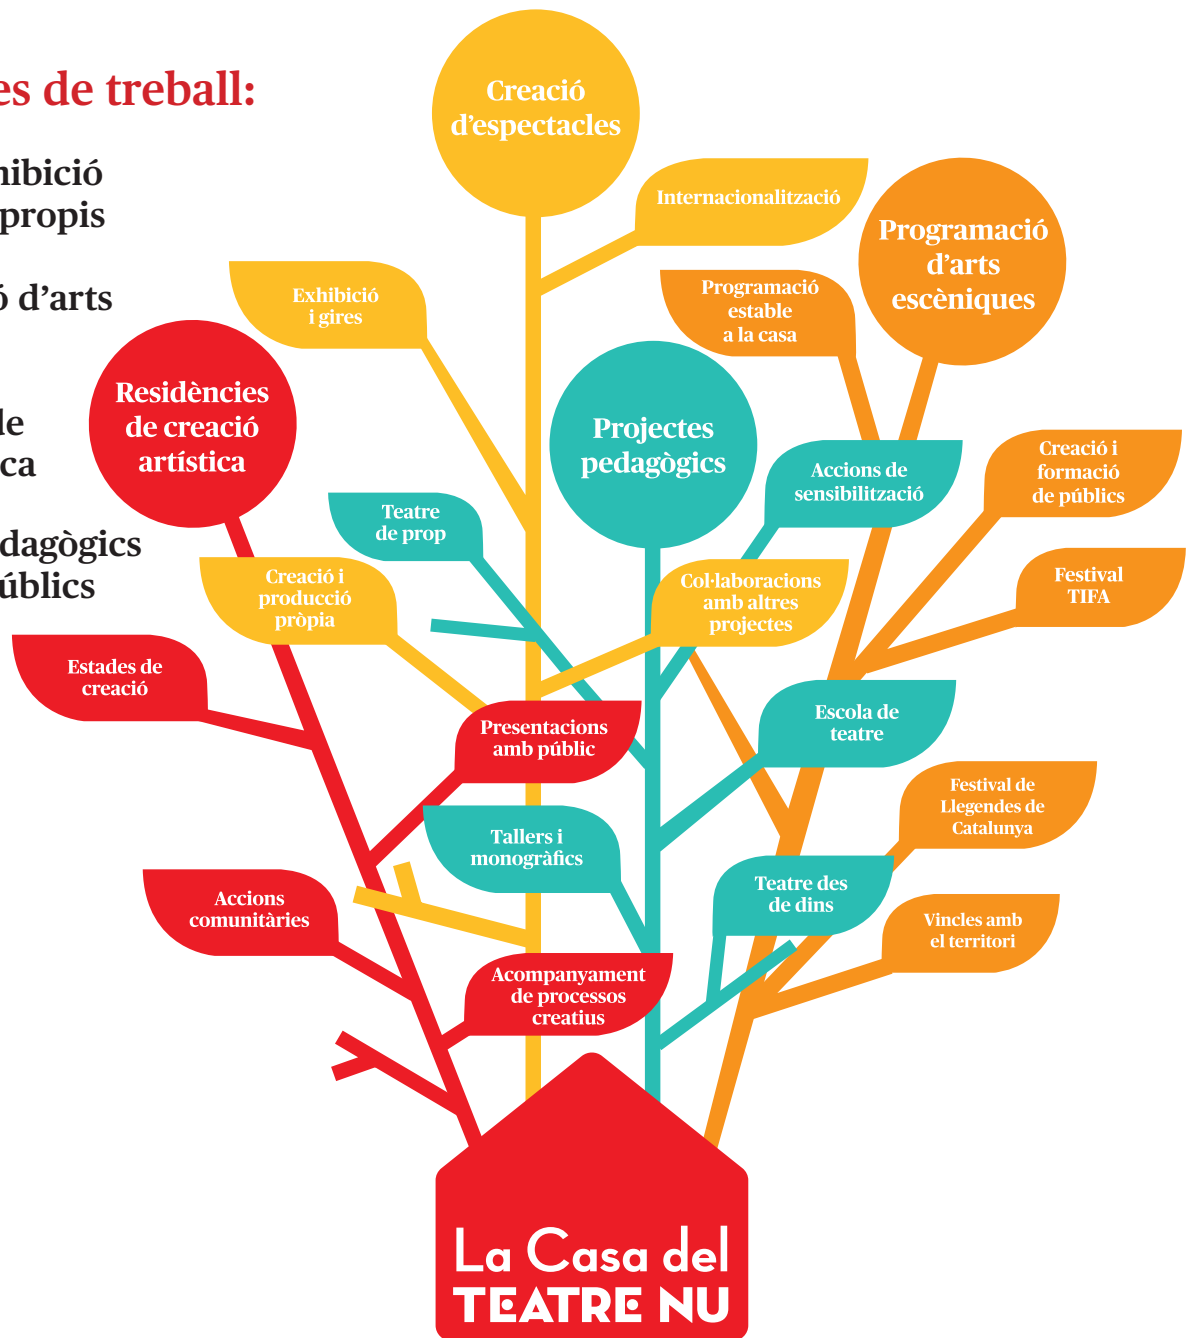 es de treball:
hibició
propis
ó d’arts
de
ca
dagògics
úblics
Creació
d’espectacles
Internacionalització
Exhibició
i gires
Programació
d’arts
escèniques
Programació
estable
a la casa
Residències
de creació
artística
Projectes
pedagògics
Accions de
sensibilització
Creació i
formació
de públics
Teatre
de prop
Creació i
producció
pròpia
Col·laboracions
amb altres
projectes
Festival
TIFA
Estades de
creació
Presentacions
amb públic
Escola de
teatre
Festival de
Llegendes de
Catalunya
Tallers i
monogràfics
Teatre des
de dins
Accions
comunitàries
Vincles amb
el territori
Acompanyament
de processos
creatius
La Casa del
TEATRE NU